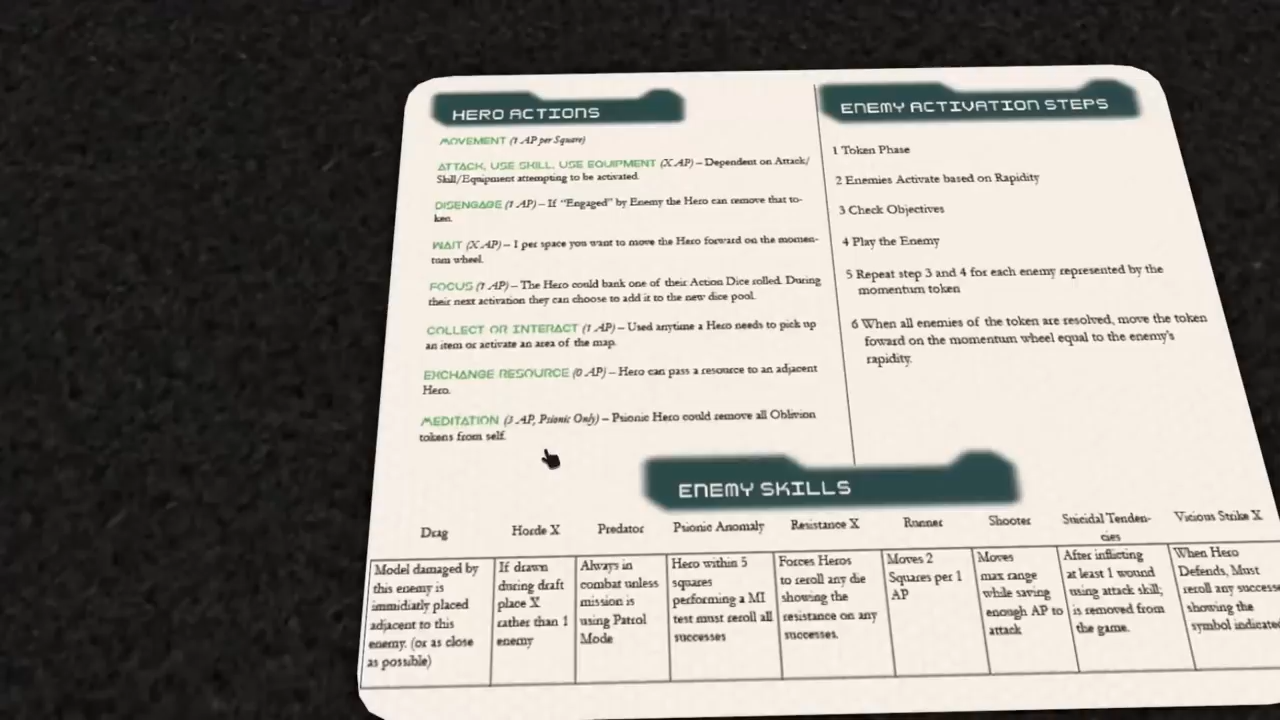 HERO ACTIONS
MOVEMENT (1 AP per Square)
ATTACK, USE SKILL, USE EQUIPMENT (X AP) – Dependent on Attack/
Skill/Equipment attempting to be activated.
DISENGAGE (1 AP) – If "Engaged" by Enemy the Hero can remove that to-
ken.
WAIT (X AP) – 1 per space you want to move the Hero forward on the momen-
tum wheel.
FOCUS (1 AP) – The Hero could bank one of their Action Dice rolled. During
their next activation they can choose to add it to the new dice pool.
COLLECT OR INTERACT (1 AP) – Used anytime a Hero needs to pick up
an item or activate an area of the map.
EXCHANGE RESOURCE (0 AP) – Hero can pass a resource to an adjacent
Hero.
MEDITATION (3 AP, Psionic Only) – Psionic Hero could remove all Oblivion
tokens from self.
ENEMY ACTIVATION STEPS
1 Token Phase
2 Enemies Activate based on Rapidity
3 Check Objectives
4 Play the Enemy
5 Repeat step 3 and 4 for each enemy represented by the
momentum token
6 When all enemies of the token are resolved, move the token
foward on the momentum wheel equal to the enemy's
rapidity.
ENEMY SKILLS
Drag
Model damaged by
this enemy is
immidiatly placed
adjacent to this
enemy. (or as close
as possible)
Horde X
If drawn
during draft
place X
rather than 1
enemy
Predator
Always in
combat unless
mission is
using Patrol
Mode
Psionic Anomaly
Hero within 5
squares
performing a MI
test must reroll all
successes
Resistance X
Forces Heros
to reroll any die
showing the
resistance on any
successes.
Runner
Moves 2
Squares per 1
AP
Shooter
Moves
max range
while saving
enough AP to
attack
Suicidal Tenden-
cies
After inflicting
at least 1 wound
using attack skill;
is removed from
the game.
Vicious Strike X
When Hero
Defends, Must
reroll any success
showing the
symbol indicated